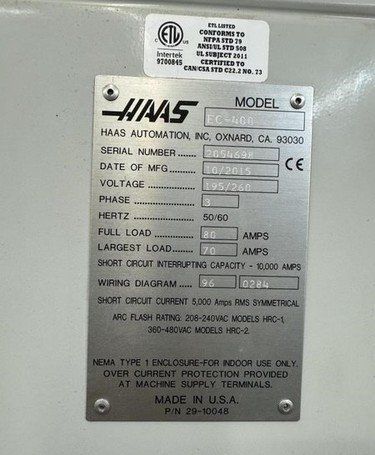 ETL LISTED
CONFORMS TO
NFPA STD 79
ANSI/UL STD 508
UL SUBJECT 2011
CERTIFIED TO
CAN/CSA STD C22.2 NO. 73
ETL
C US
Intertek
9700845
HAAS MODEL
EC-400
HAAS AUTOMATION, INC, OXNARD, CA. 93030
SERIAL NUMBER 2054698
DATE OF MFG 10/2015 CE
VOLTAGE 195/260
PHASE 3
HERTZ 50/60
FULL LOAD 80 AMPS
LARGEST LOAD 70 AMPS
SHORT CIRCUIT INTERRUPTING CAPACITY - 10,000 AMPS
WIRING DIAGRAM 96 0284
SHORT CIRCUIT CURRENT 5,000 Amps RMS SYMMETRICAL
ARC FLASH RATING: 208-240VAC MODELS HRC-1,
360-480VAC MODELS HRC-2.
NEMA TYPE 1 ENCLOSURE-FOR INDOOR USE ONLY.
OVER CURRENT PROTECTION PROVIDED
AT MACHINE SUPPLY TERMINALS.
MADE IN U.S.A.
P/N 29-10048